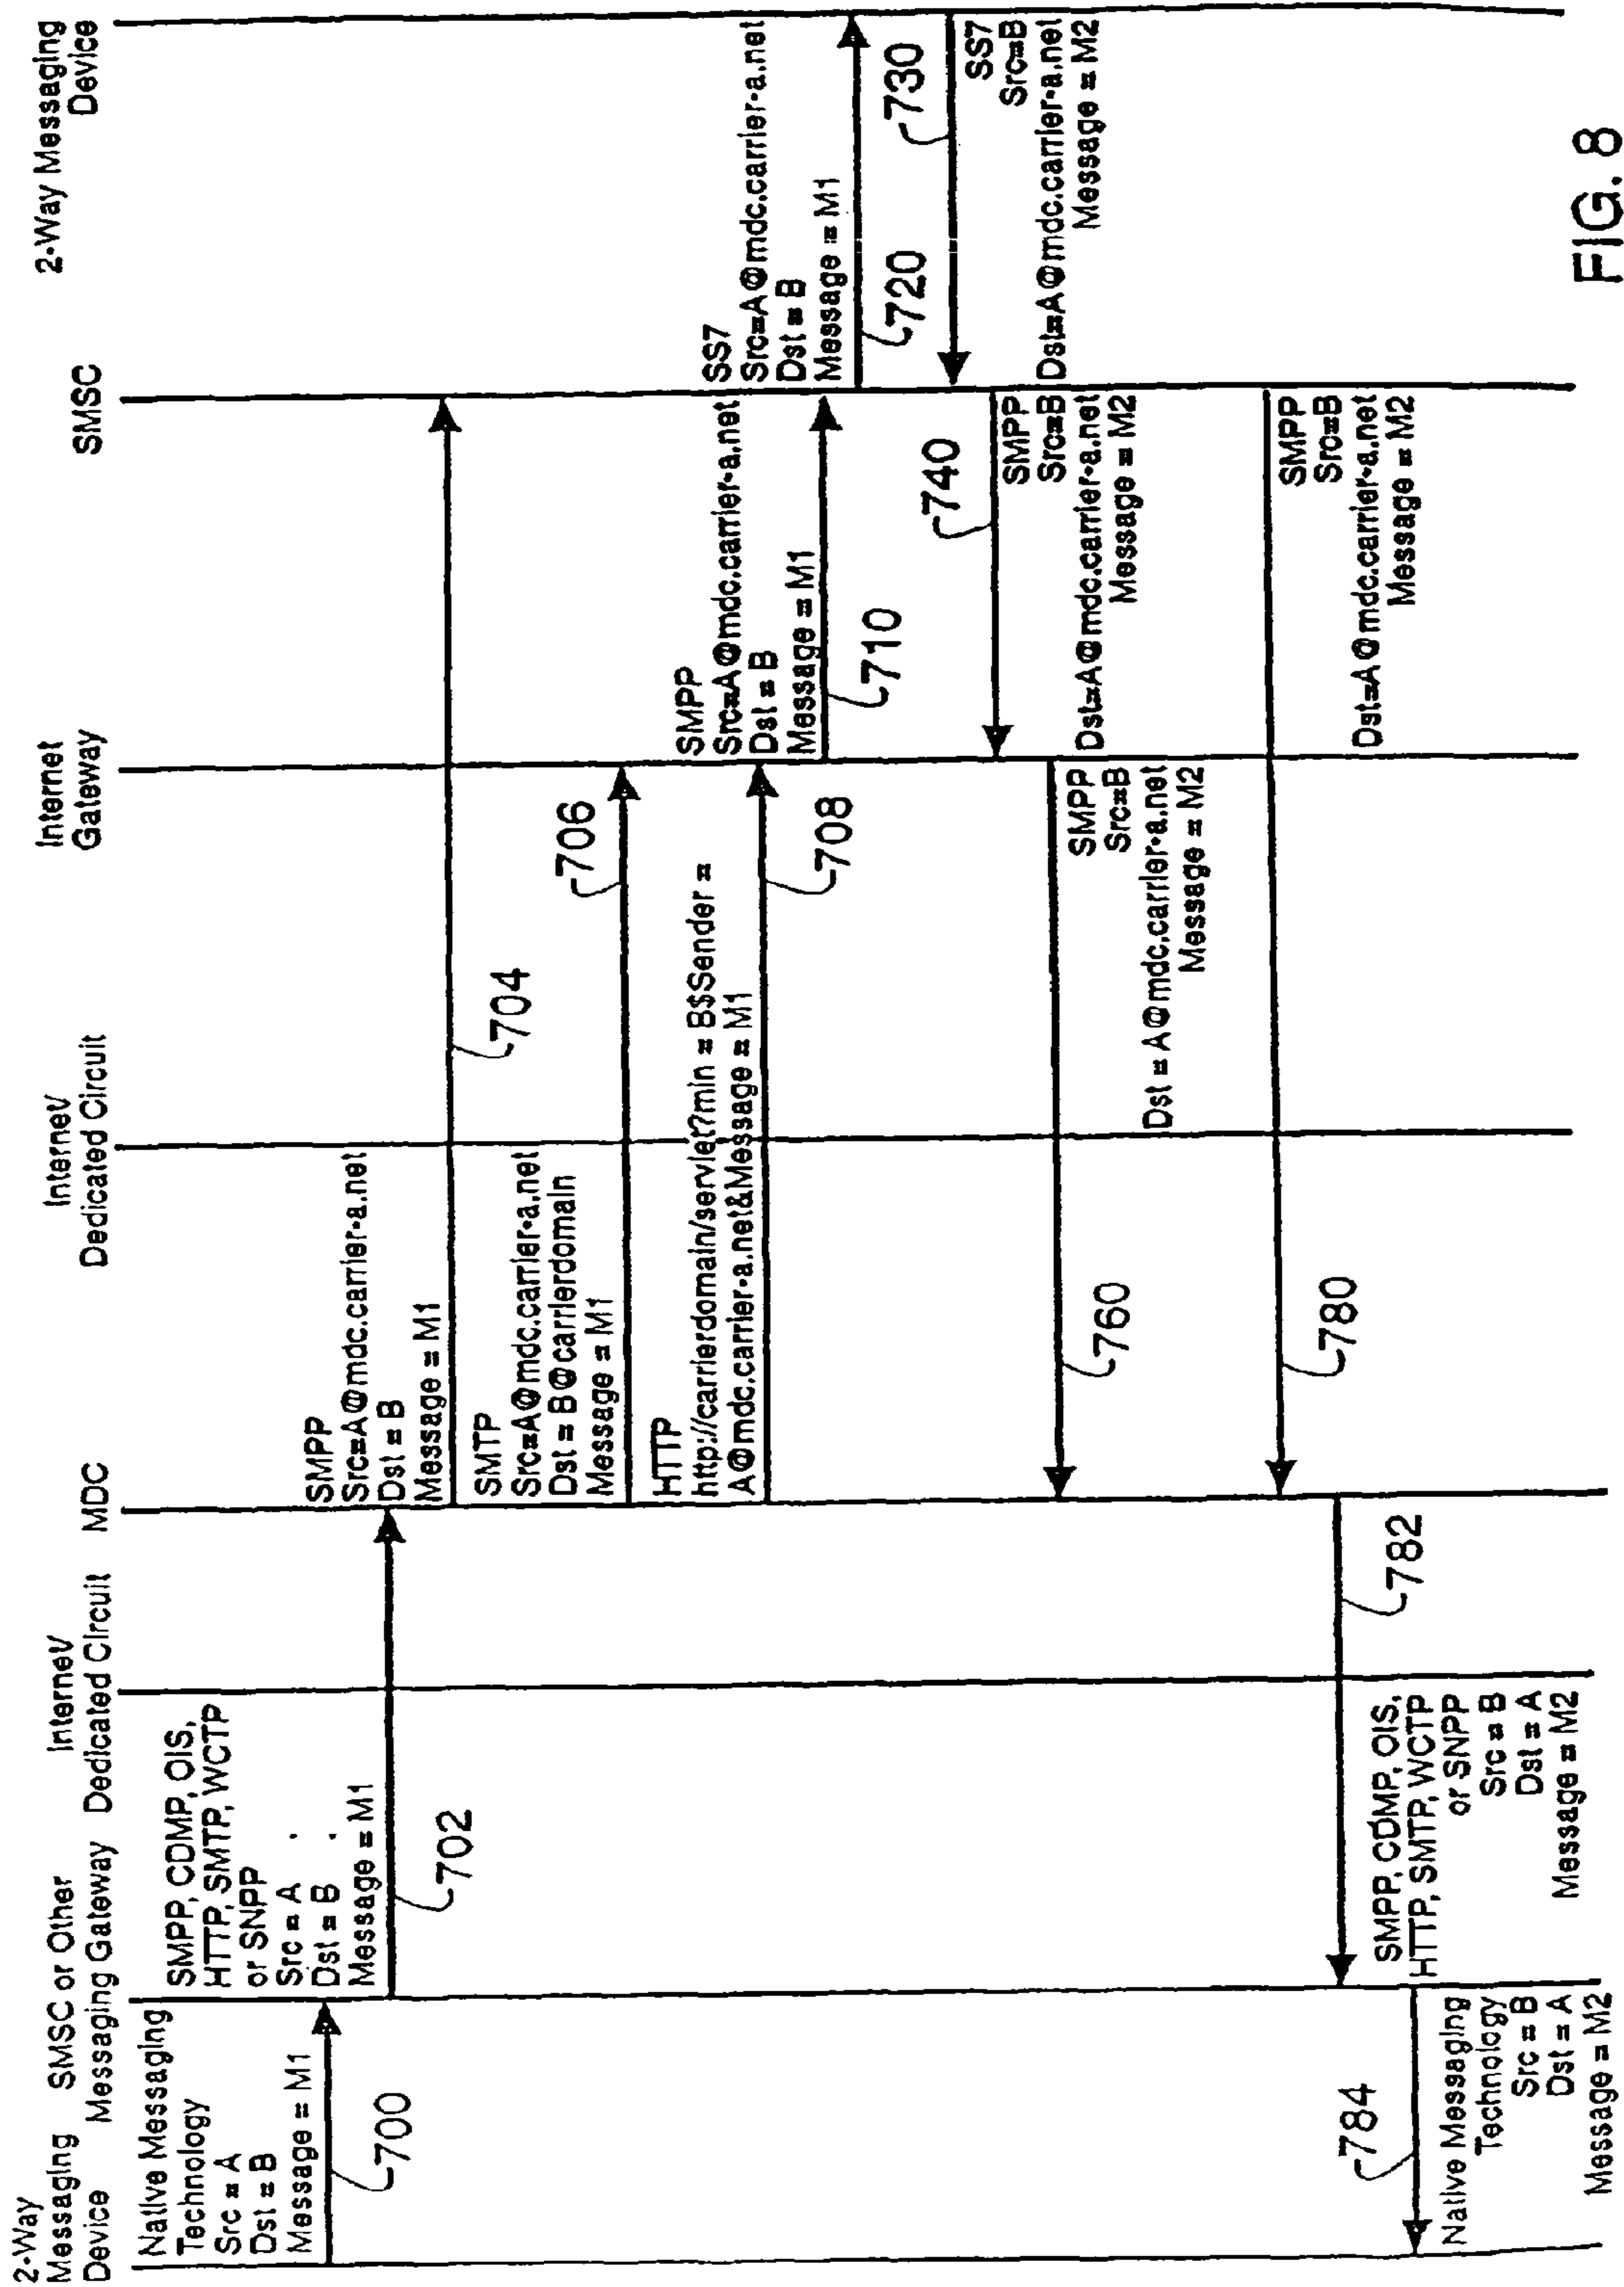 2-Way
Messaging
Device
SMSC or Other
Messaging Gateway
Internet/
Dedicated Circuit
MDC
Internet/
Dedicated Circuit
Internet
Gateway
SMSC
2-Way Messaging
Device
Native Messaging
Technology
Src = A
Dst = B
Message = M1
700
SMPP, CDMP, OIS,
HTTP, SMTP, WCTP
or SNPP
Src = A
Dst = B
Message = M1
702
SMPP
Src=A@mdc.carrier-a.net
Dst = B
Message = M1
704
SMTP
Src=A@mdc.carrier-a.net
Dst = B@carrierdomain
Message = M1
706
HTTP
http://carrierdomain/servlet?min = B$Sender =
A@mdc.carrier-a.net&Message = M1
708
SMPP
Src=A@mdc.carrier-a.net
Dst = B
Message = M1
710
SS7
Src=A@mdc.carrier-a.net
Dst = B
Message = M1
720
730
SS7
Src=B
Dst=A@mdc.carrier-a.net
Message = M2
740
SMPP
Src=B
Dst=A@mdc.carrier-a.net
Message = M2
760
SMPP
Src=B
Dst = A@mdc.carrier-a.net
Message = M2
780
SMPP
Src=B
Dst=A@mdc.carrier-a.net
Message = M2
782
SMPP, CDMP, OIS,
HTTP, SMTP, WCTP
or SNPP
Src = B
Dst = A
Message = M2
784
Native Messaging
Technology
Src = B
Dst = A
Message = M2
FIG. 8